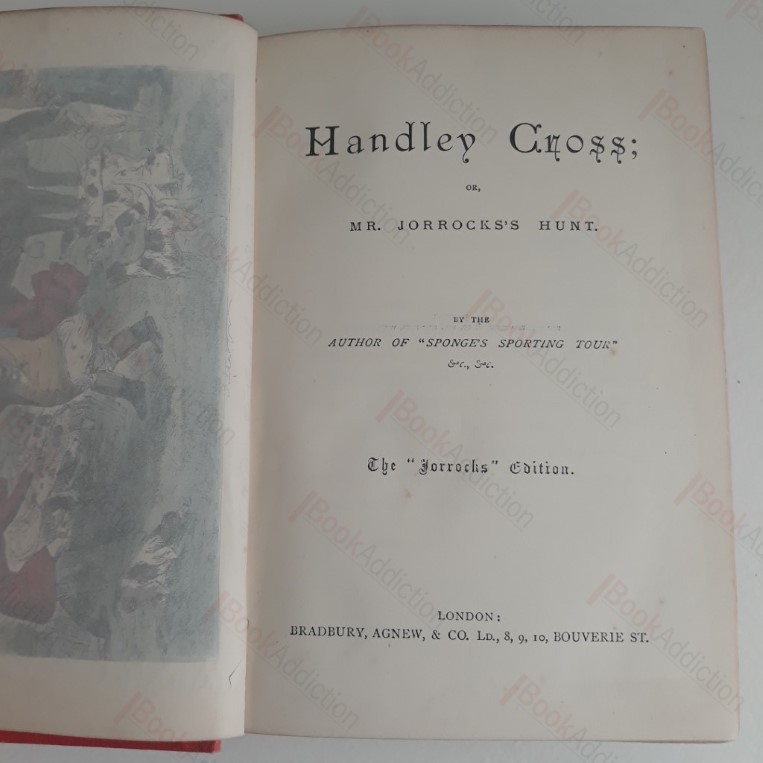 Handley Cross;
OR,
MR. JORROCKS'S HUNT.
BY THE
AUTHOR OF "SPONGE'S SPORTING TOUR"
&c., &c.
The "Jorrocks" Edition.
LONDON:
BRADBURY, AGNEW, & CO. LD., 8, 9, 10, BOUVERIE ST.
BookAddiction